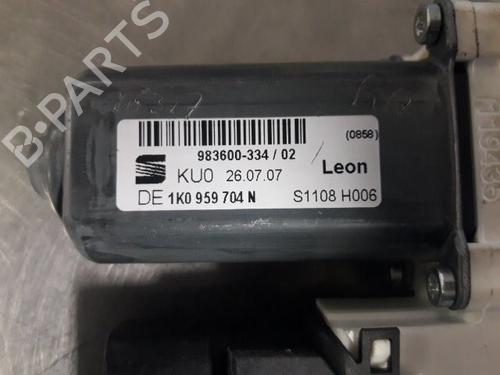 B-PARTS
(0858)
983600-334 / 02
KU0 26.07.07 Leon
DE 1K0 959 704 N S1108 H006